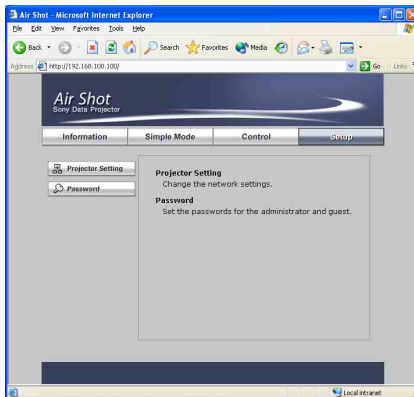 Air Shot - Microsoft Internet Explorer
File Edit View Favorites Tools Help
Back Search Favorites Media
Address http://192.168.100.100/ Go Links
Air Shot
Sony Data Projector
Information Simple Mode Control Setup
Projector Setting
Password
Projector Setting
Change the network settings.
Password
Set the passwords for the administrator and guest.
Local intranet